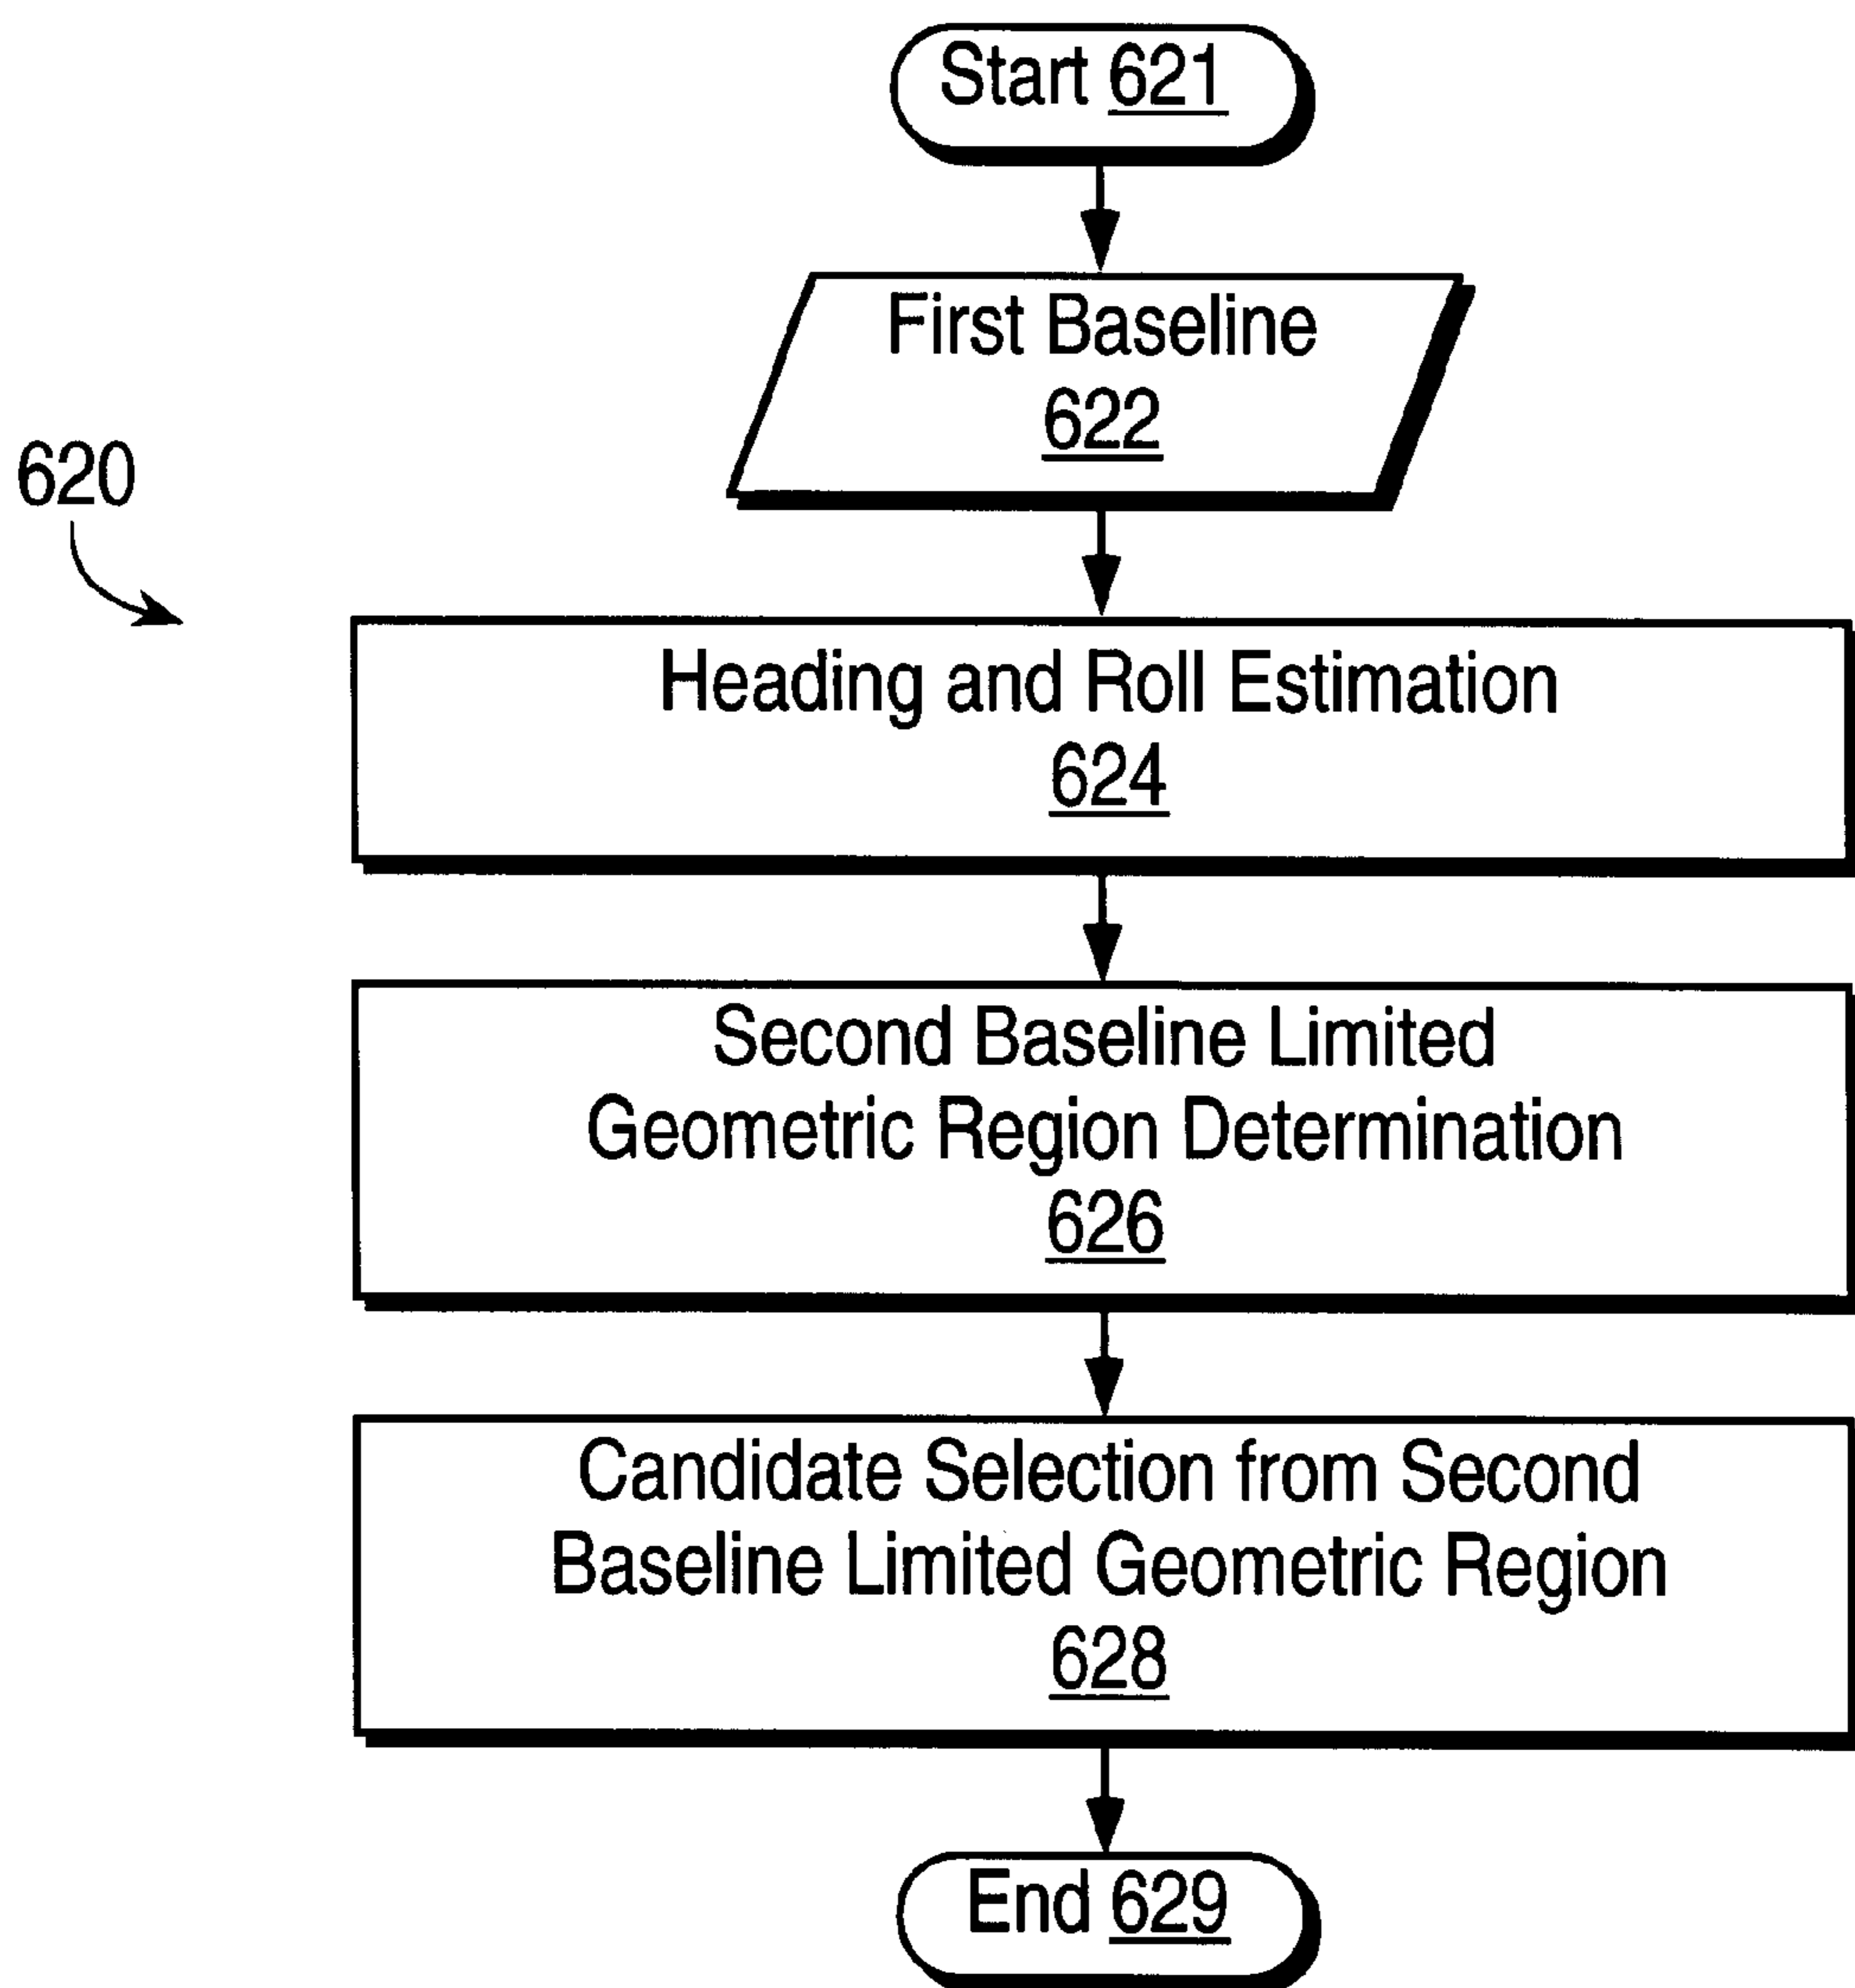 Start 621
First Baseline
622
620
Heading and Roll Estimation
624
Second Baseline Limited
Geometric Region Determination
626
Candidate Selection from Second
Baseline Limited Geometric Region
628
End 629